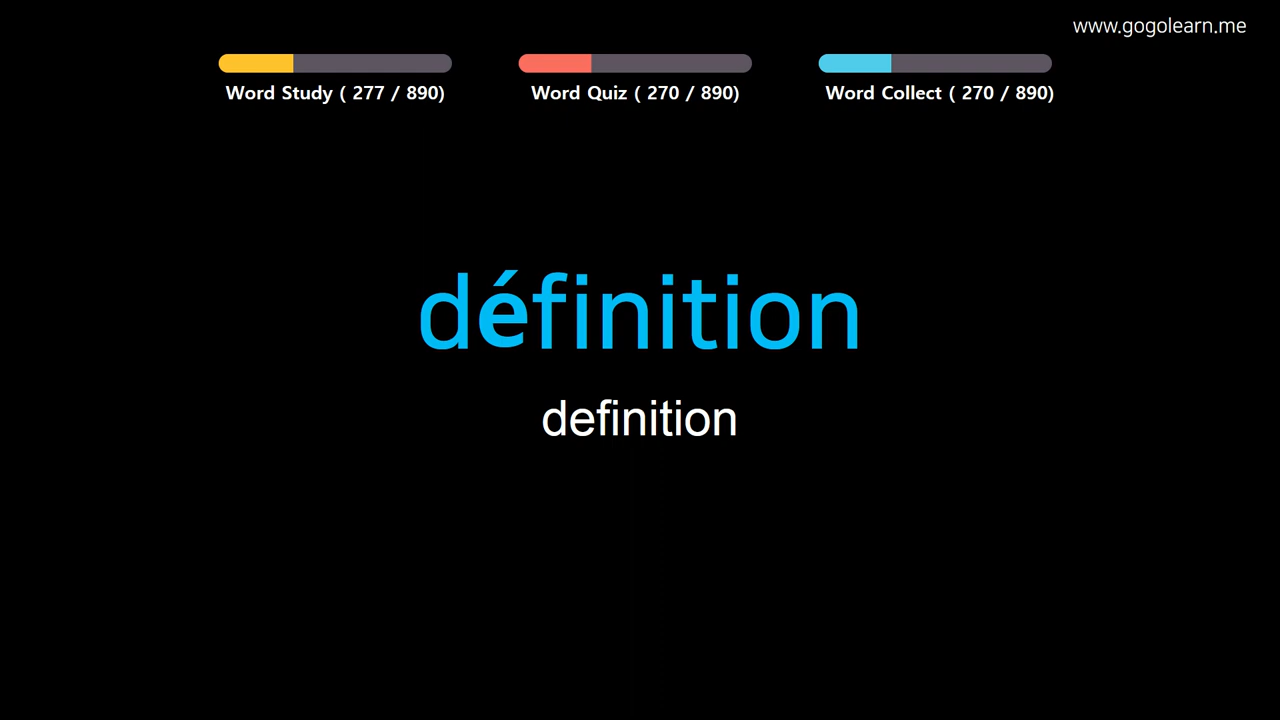 www.gogolearn.me
Word Study ( 277 / 890)
Word Quiz ( 270 / 890)
Word Collect ( 270 / 890)
définition
definition